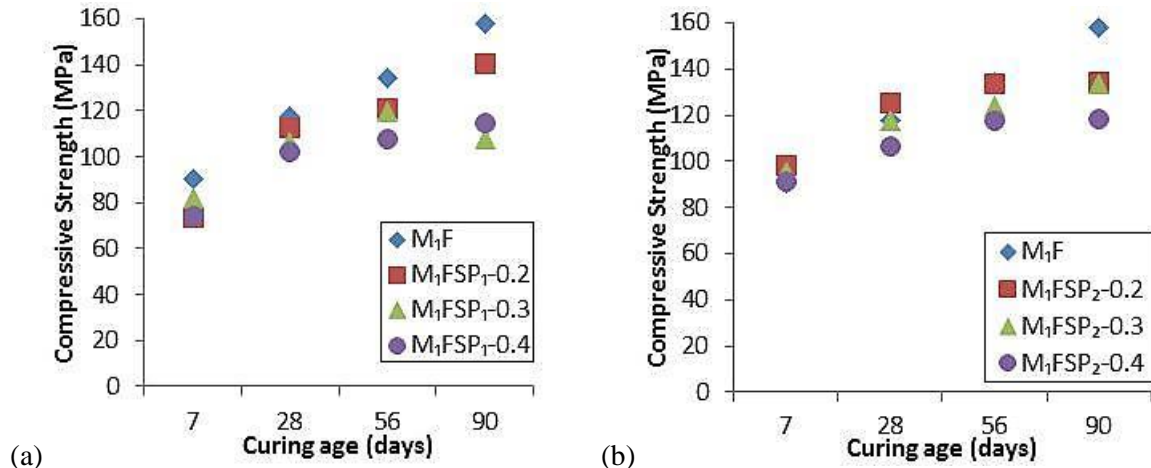 160
140
120
100
80
60
40
20
0
Compressive Strength (MPa)
M₁F
M₁FSP₁-0.2
M₁FSP₁-0.3
M₁FSP₁-0.4
7 28 56 90
Curing age (days)
(a)
160
140
120
100
80
60
40
20
0
Compressive Strength (MPa)
M₁F
M₁FSP₂-0.2
M₁FSP₂-0.3
M₁FSP₂-0.4
7 28 56 90
Curing age (days)
(b)